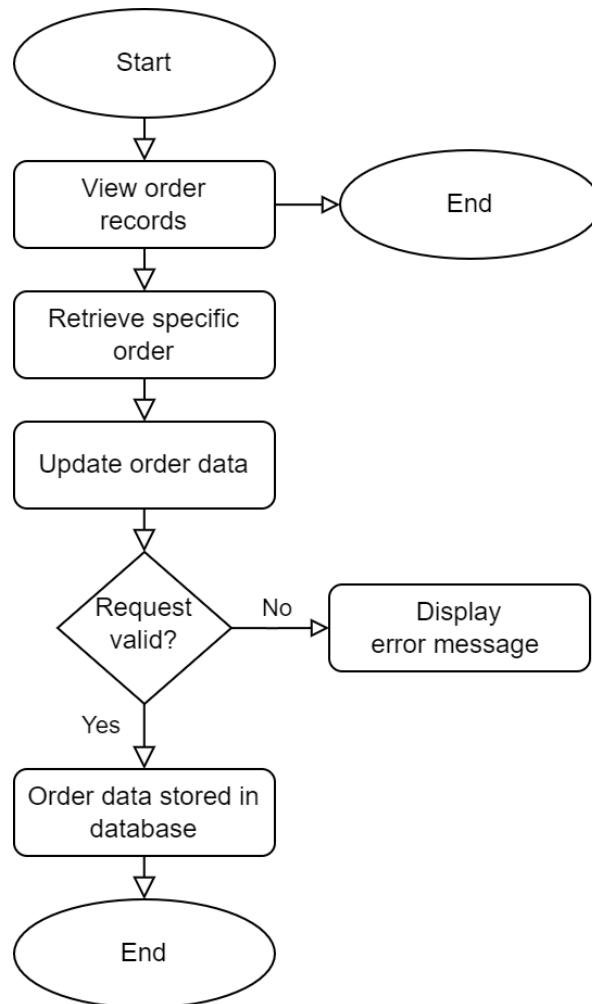 Start
View order
records
End
Retrieve specific
order
Update order data
Request
valid?
No
Display
error message
Yes
Order data stored in
database
End